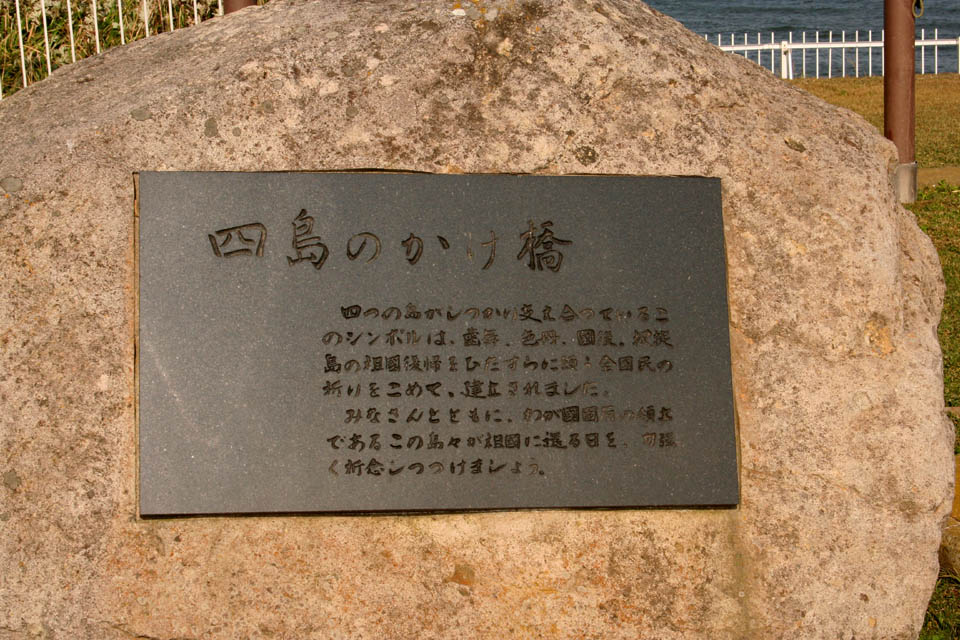 四島のかけ橋
四つの島がしっかり支え合っているこ
のシンボルは、歯舞、色丹、國後、択捉
島の祖國復帰をひたすらに願う全国民の
祈りをこめて、建立されました。
みなさんとともに、わが國固有の領土
であるこの島々が祖國に還る日を、力强
く祈念しつづけましょう。